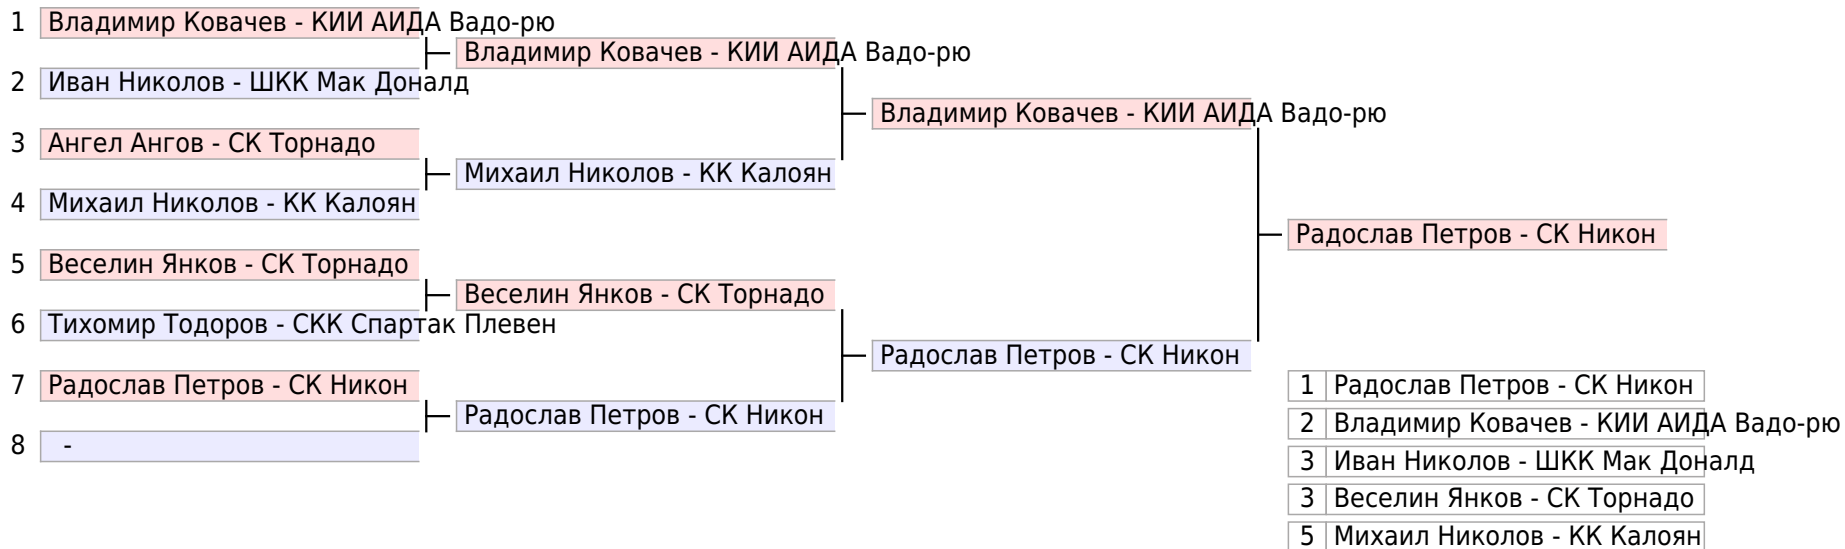 1 Владимир Ковачев - КИИ АИДА Вадо-рю
Владимир Ковачев - КИИ АИДА Вадо-рю
2 Иван Николов - ШКК Мак Доналд
Владимир Ковачев - КИИ АИДА Вадо-рю
3 Ангел Ангов - СК Торнадо
Михаил Николов - КК Калоян
4 Михаил Николов - КК Калоян
Радослав Петров - СК Никон
5 Веселин Янков - СК Торнадо
Веселин Янков - СК Торнадо
6 Тихомир Тодоров - СКК Спартак Плевен
Радослав Петров - СК Никон
7 Радослав Петров - СК Никон
Радослав Петров - СК Никон
8 -
1 Радослав Петров - СК Никон
2 Владимир Ковачев - КИИ АИДА Вадо-рю
3 Иван Николов - ШКК Мак Доналд
3 Веселин Янков - СК Торнадо
5 Михаил Николов - КК Калоян